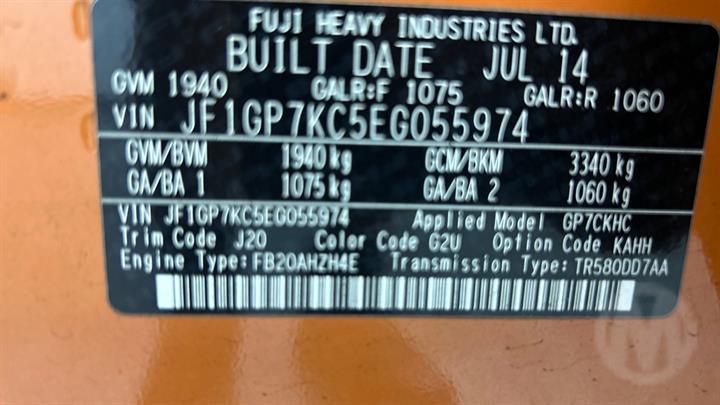 FUJI HEAVY INDUSTRIES LTD.
BUILT DATE JUL 14
GVM 1940 GALR:F 1075 GALR:R 1060
VIN JF1GP7KC5EG055974
GVM/BVM 1940 kg GCM/BKM 3340 kg
GA/BA 1 1075 kg GA/BA 2 1060 kg
VIN JF1GP7KC5EG055974 Applied Model GP7CKHC
Trim Code J20 Color Code G2U Option Code KAHH
Engine Type:FB20AHZH4E Transmission Type:TR580DD7AA